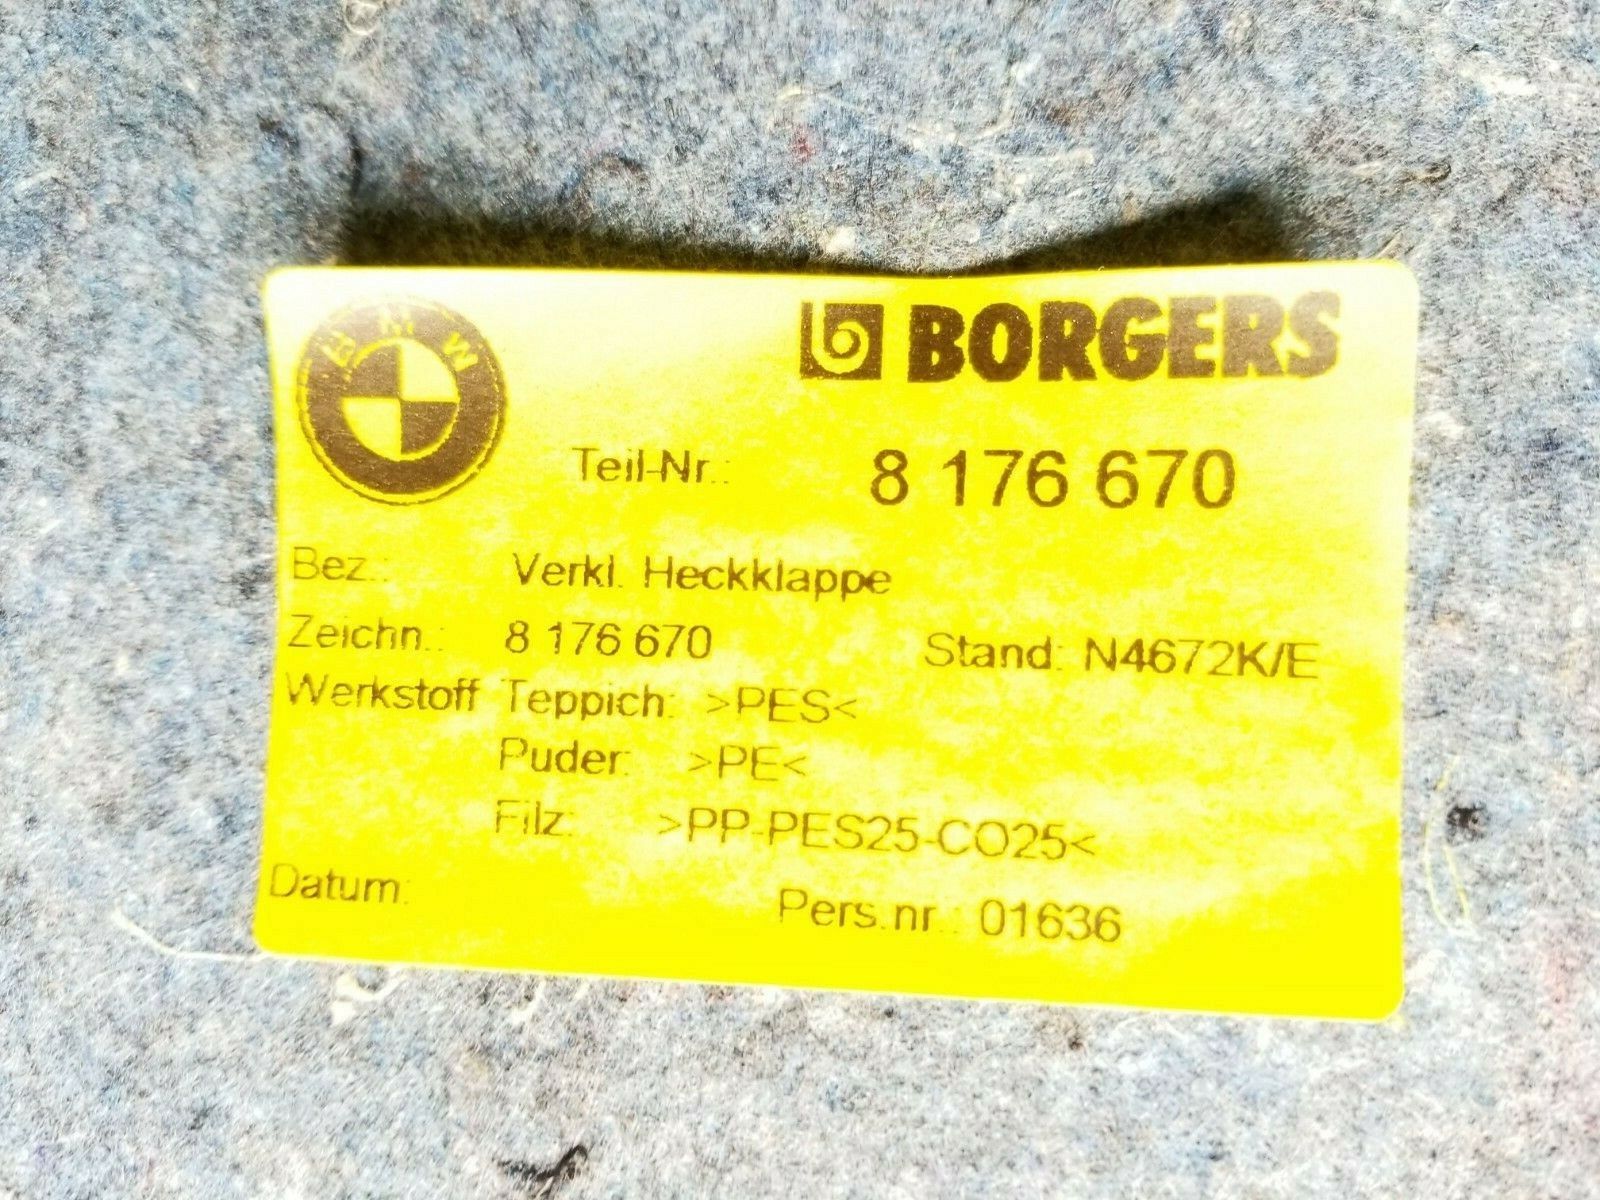 BMW
BORGERS
Teil-Nr.: 8 176 670
Bez.: Verkl. Heckklappe
Zeichn.: 8 176 670 Stand: N4672K/E
Werkstoff Teppich: >PES<
Puder: >PE<
Filz: >PP-PES25-CO25<
Datum: Pers.nr.: 01636